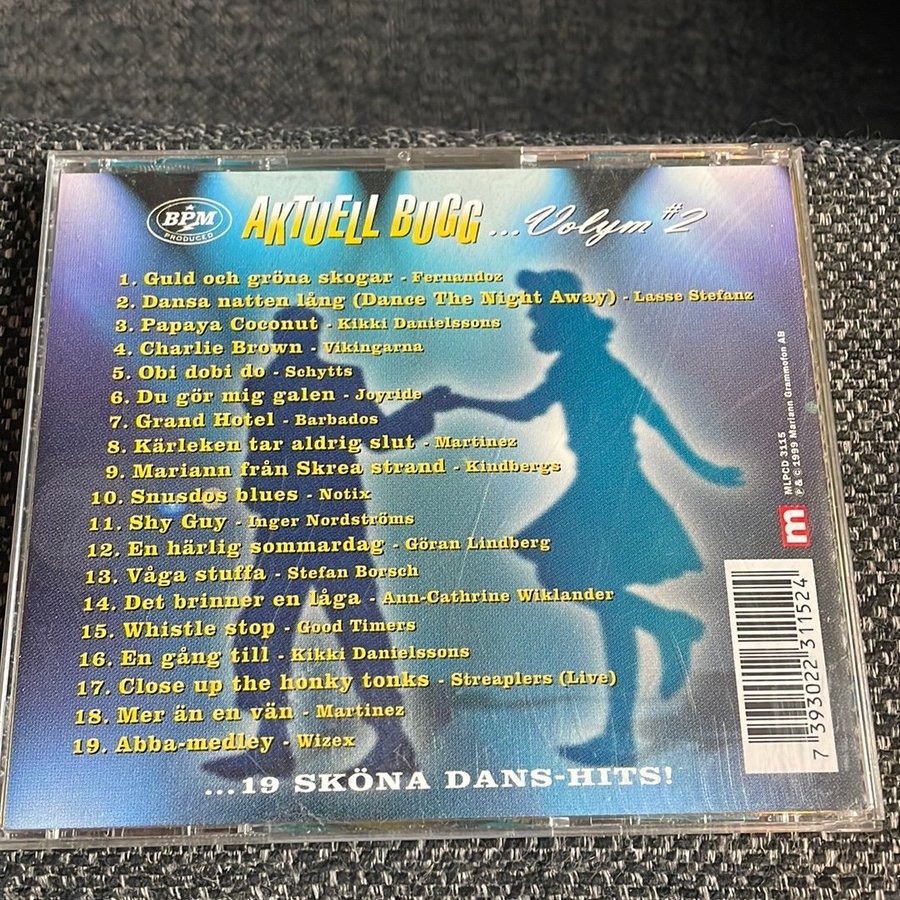 BPM
PRODUCED
AKTUELL BUGG ...Volym #2
1. Guld och gröna skogar - Fernandoz
2. Dansa natten lång (Dance The Night Away) - Lasse Stefanz
3. Papaya Coconut - Kikki Danielssons
4. Charlie Brown - Vikingarna
5. Obi dobi do - Schytts
6. Du gör mig galen - Joyride
7. Grand Hotel - Barbados
8. Kärleken tar aldrig slut - Martinez
9. Mariann från Skrea strand - Kindbergs
10. Snusdos blues - Notix
11. Shy Guy - Inger Nordströms
12. En härlig sommardag - Göran Lindberg
13. Våga stuffa - Stefan Borsch
14. Det brinner en låga - Ann-Cathrine Wiklander
15. Whistle stop - Good Timers
16. En gång till - Kikki Danielssons
17. Close up the honky tonks - Streaplers (Live)
18. Mer än en vän - Martinez
19. Abba-medley - Wizex
...19 SKÖNA DANS-HITS!
m
MLPCD 3115
P & © 1999 Mariann Grammofon AB
7 393022 311524